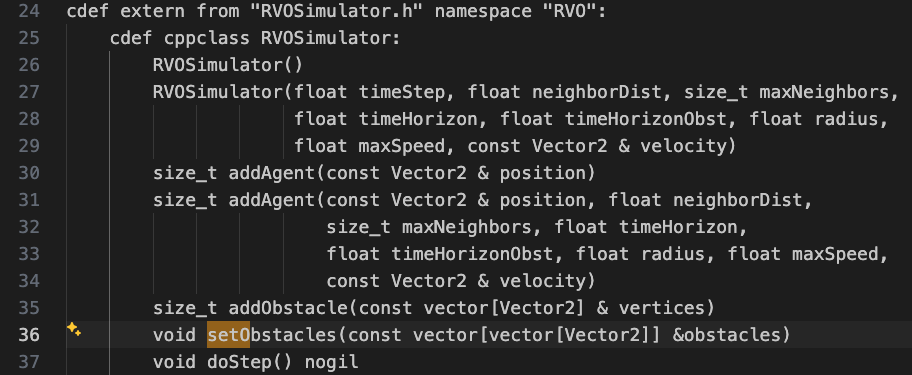 24 cdef extern from "RVOSimulator.h" namespace "RVO":
25     cdef cppclass RVOSimulator:
26         RVOSimulator()
27         RVOSimulator(float timeStep, float neighborDist, size_t maxNeighbors,
28                      float timeHorizon, float timeHorizonObst, float radius,
29                      float maxSpeed, const Vector2 & velocity)
30         size_t addAgent(const Vector2 & position)
31         size_t addAgent(const Vector2 & position, float neighborDist,
32                         size_t maxNeighbors, float timeHorizon,
33                         float timeHorizonObst, float radius, float maxSpeed,
34                         const Vector2 & velocity)
35         size_t addObstacle(const vector[Vector2] & vertices)
36         void setObstacles(const vector[vector[Vector2]] &obstacles)
37         void doStep() nogil